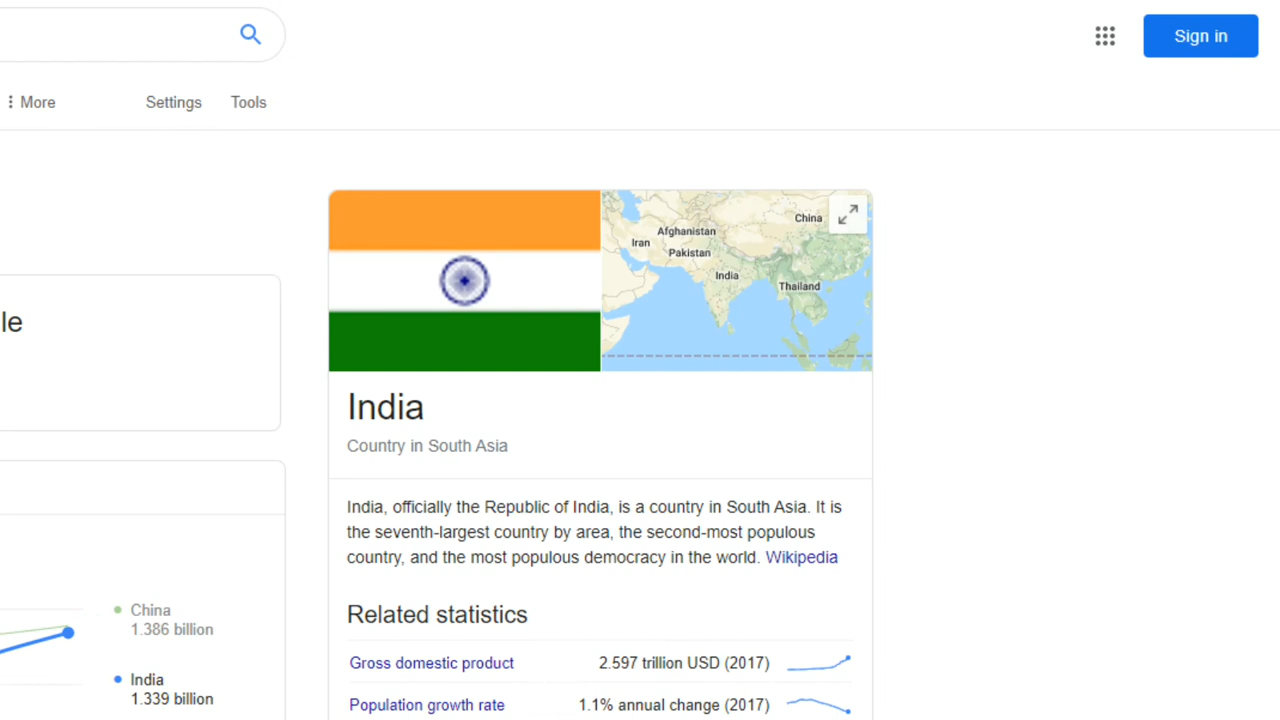 Sign in
More
Settings
Tools
China
Afghanistan
Iran
Pakistan
India
Thailand
le
India
Country in South Asia
India, officially the Republic of India, is a country in South Asia. It is
the seventh-largest country by area, the second-most populous
country, and the most populous democracy in the world. Wikipedia
China
1.386 billion
India
1.339 billion
Related statistics
Gross domestic product 2.597 trillion USD (2017)
Population growth rate 1.1% annual change (2017)